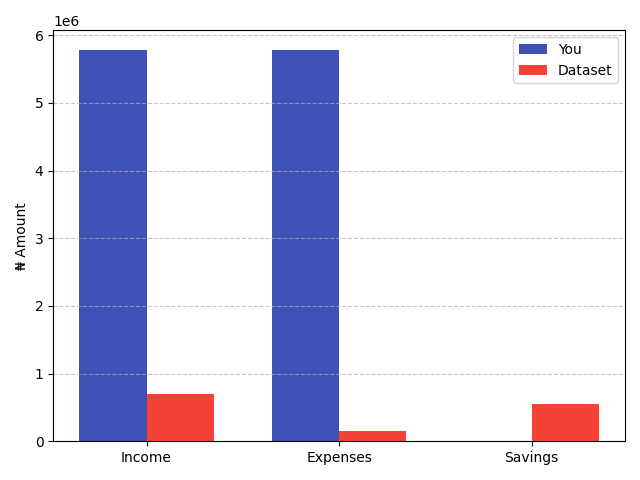 1e6
6
5
4
3
2
1
0
₦ Amount
You
Dataset
Income
Expenses
Savings